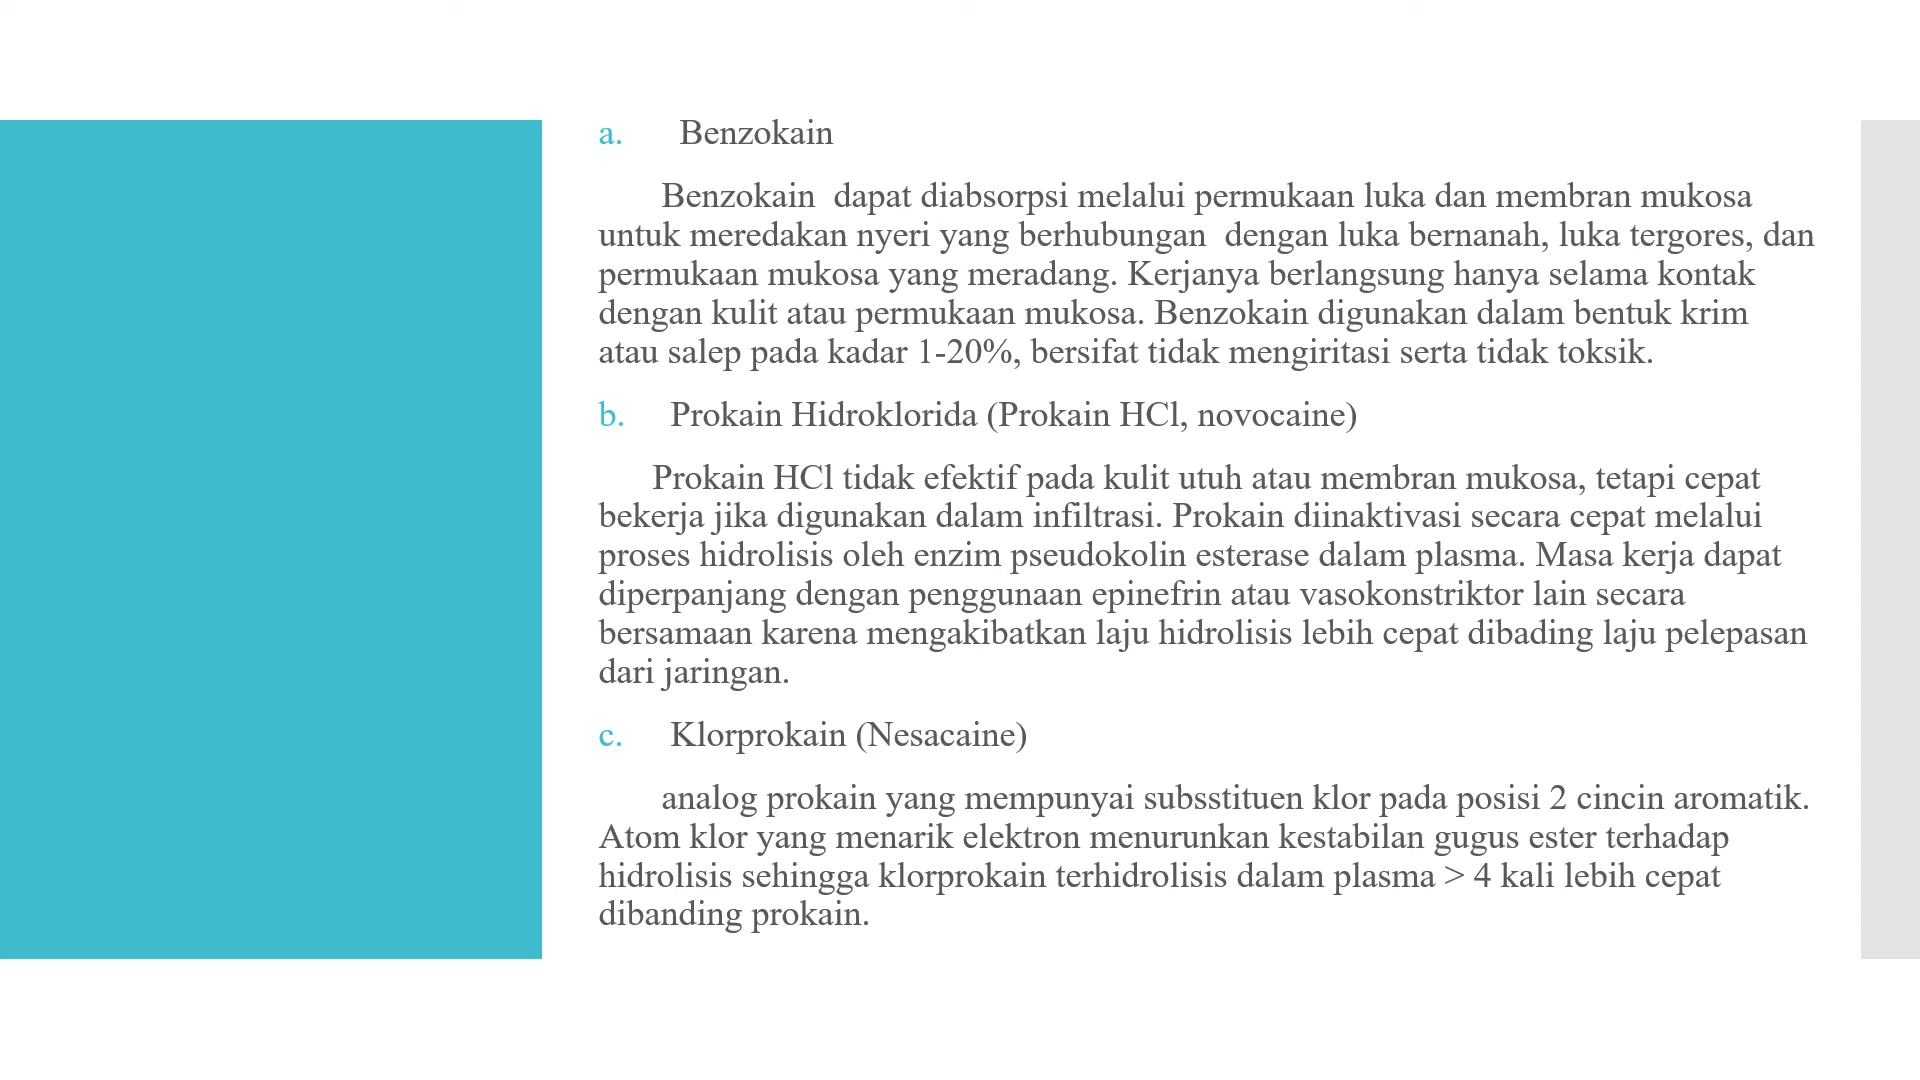 a. Benzokain
Benzokain dapat diabsorpsi melalui permukaan luka dan membran mukosa
untuk meredakan nyeri yang berhubungan dengan luka bernanah, luka tergores, dan
permukaan mukosa yang meradang. Kerjanya berlangsung hanya selama kontak
dengan kulit atau permukaan mukosa. Benzokain digunakan dalam bentuk krim
atau salep pada kadar 1-20%, bersifat tidak mengiritasi serta tidak toksik.
b. Prokain Hidroklorida (Prokain HCl, novocaine)
Prokain HCl tidak efektif pada kulit utuh atau membran mukosa, tetapi cepat
bekerja jika digunakan dalam infiltrasi. Prokain diinaktivasi secara cepat melalui
proses hidrolisis oleh enzim pseudokolin esterase dalam plasma. Masa kerja dapat
diperpanjang dengan penggunaan epinefrin atau vasokonstriktor lain secara
bersamaan karena mengakibatkan laju hidrolisis lebih cepat dibading laju pelepasan
dari jaringan.
c. Klorprokain (Nesacaine)
analog prokain yang mempunyai subsstituen klor pada posisi 2 cincin aromatik.
Atom klor yang menarik elektron menurunkan kestabilan gugus ester terhadap
hidrolisis sehingga klorprokain terhidrolisis dalam plasma > 4 kali lebih cepat
dibanding prokain.